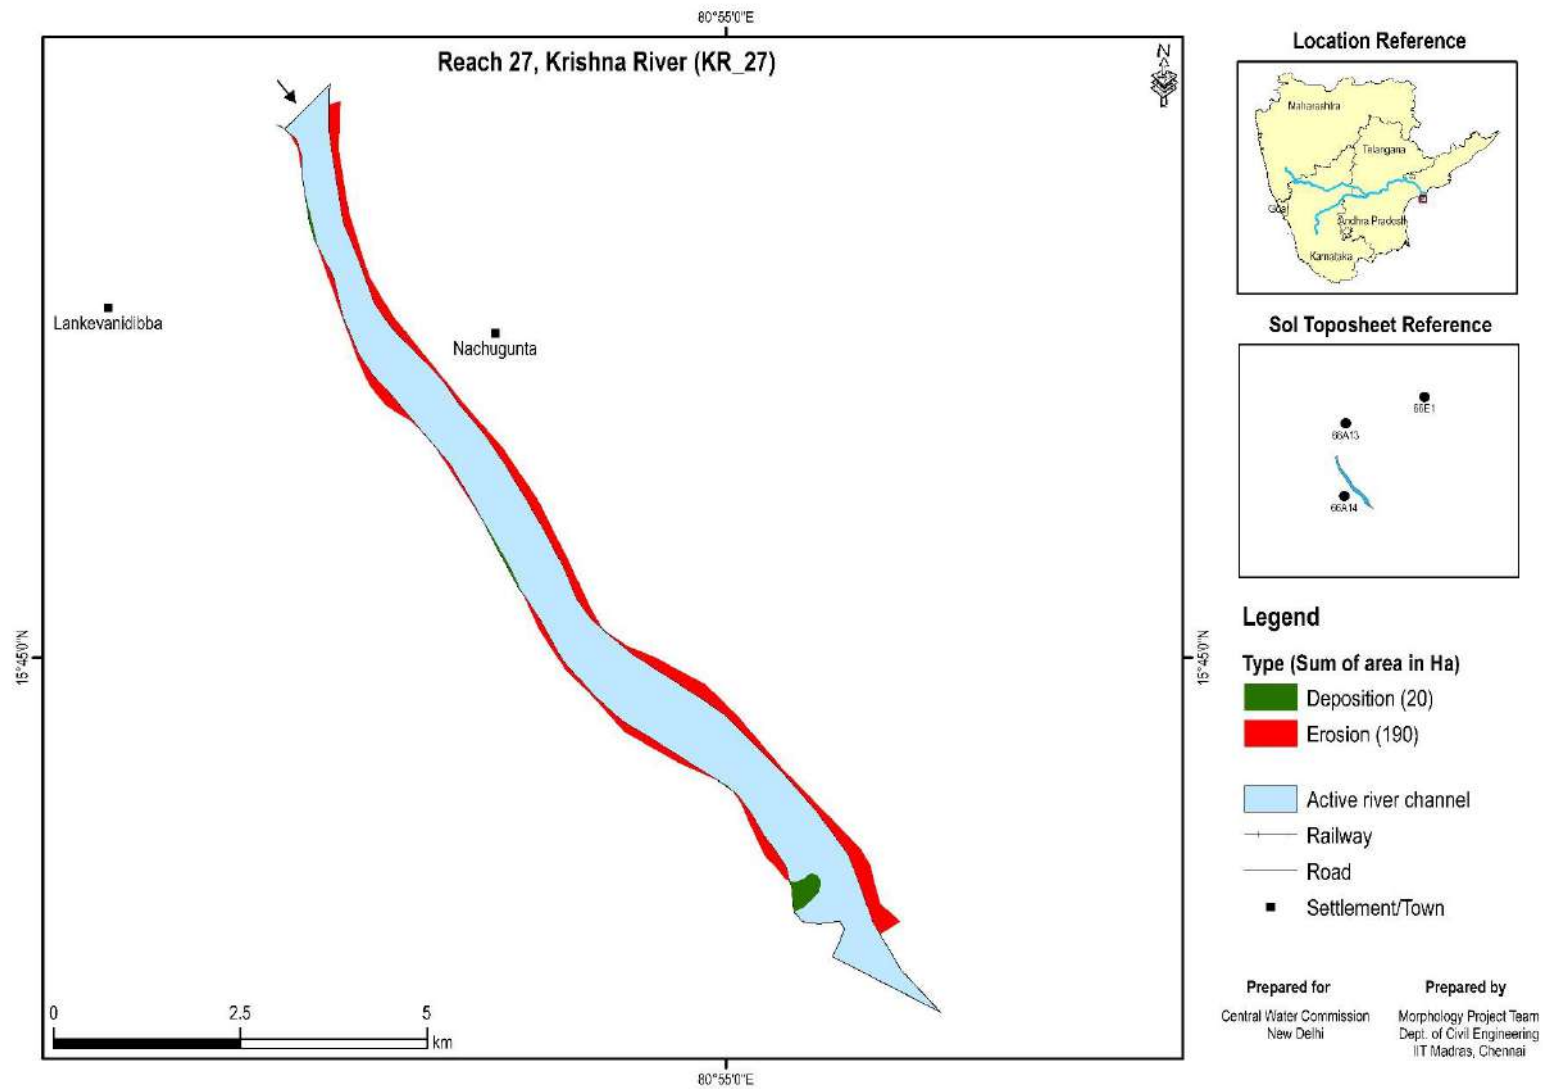 80°55'0"E
Reach 27, Krishna River (KR_27)
N
Lankevanidibba
Nachugunta
15°45'0"N
15°45'0"N
0
2.5
5
km
80°55'0"E
Location Reference
Maharashtra
Telangana
Goa
Andhra Pradesh
Karnataka
SoI Toposheet Reference
66E1
66A13
66A14
Legend
Type (Sum of area in Ha)
Deposition (20)
Erosion (190)
Active river channel
Railway
Road
Settlement/Town
Prepared for
Central Water Commission
New Delhi
Prepared by
Morphology Project Team
Dept. of Civil Engineering
IIT Madras, Chennai